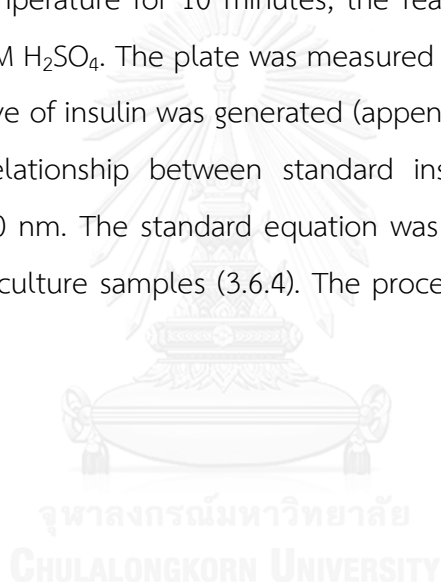 temperature for 10 minutes, the rea
M H₂SO₄. The plate was measured
ve of insulin was generated (appen
elationship between standard ins
0 nm. The standard equation was
culture samples (3.6.4). The proce
จุฬาลงกรณ์มหาวิทยาลัย
CHULALONGKORN UNIVERSITY